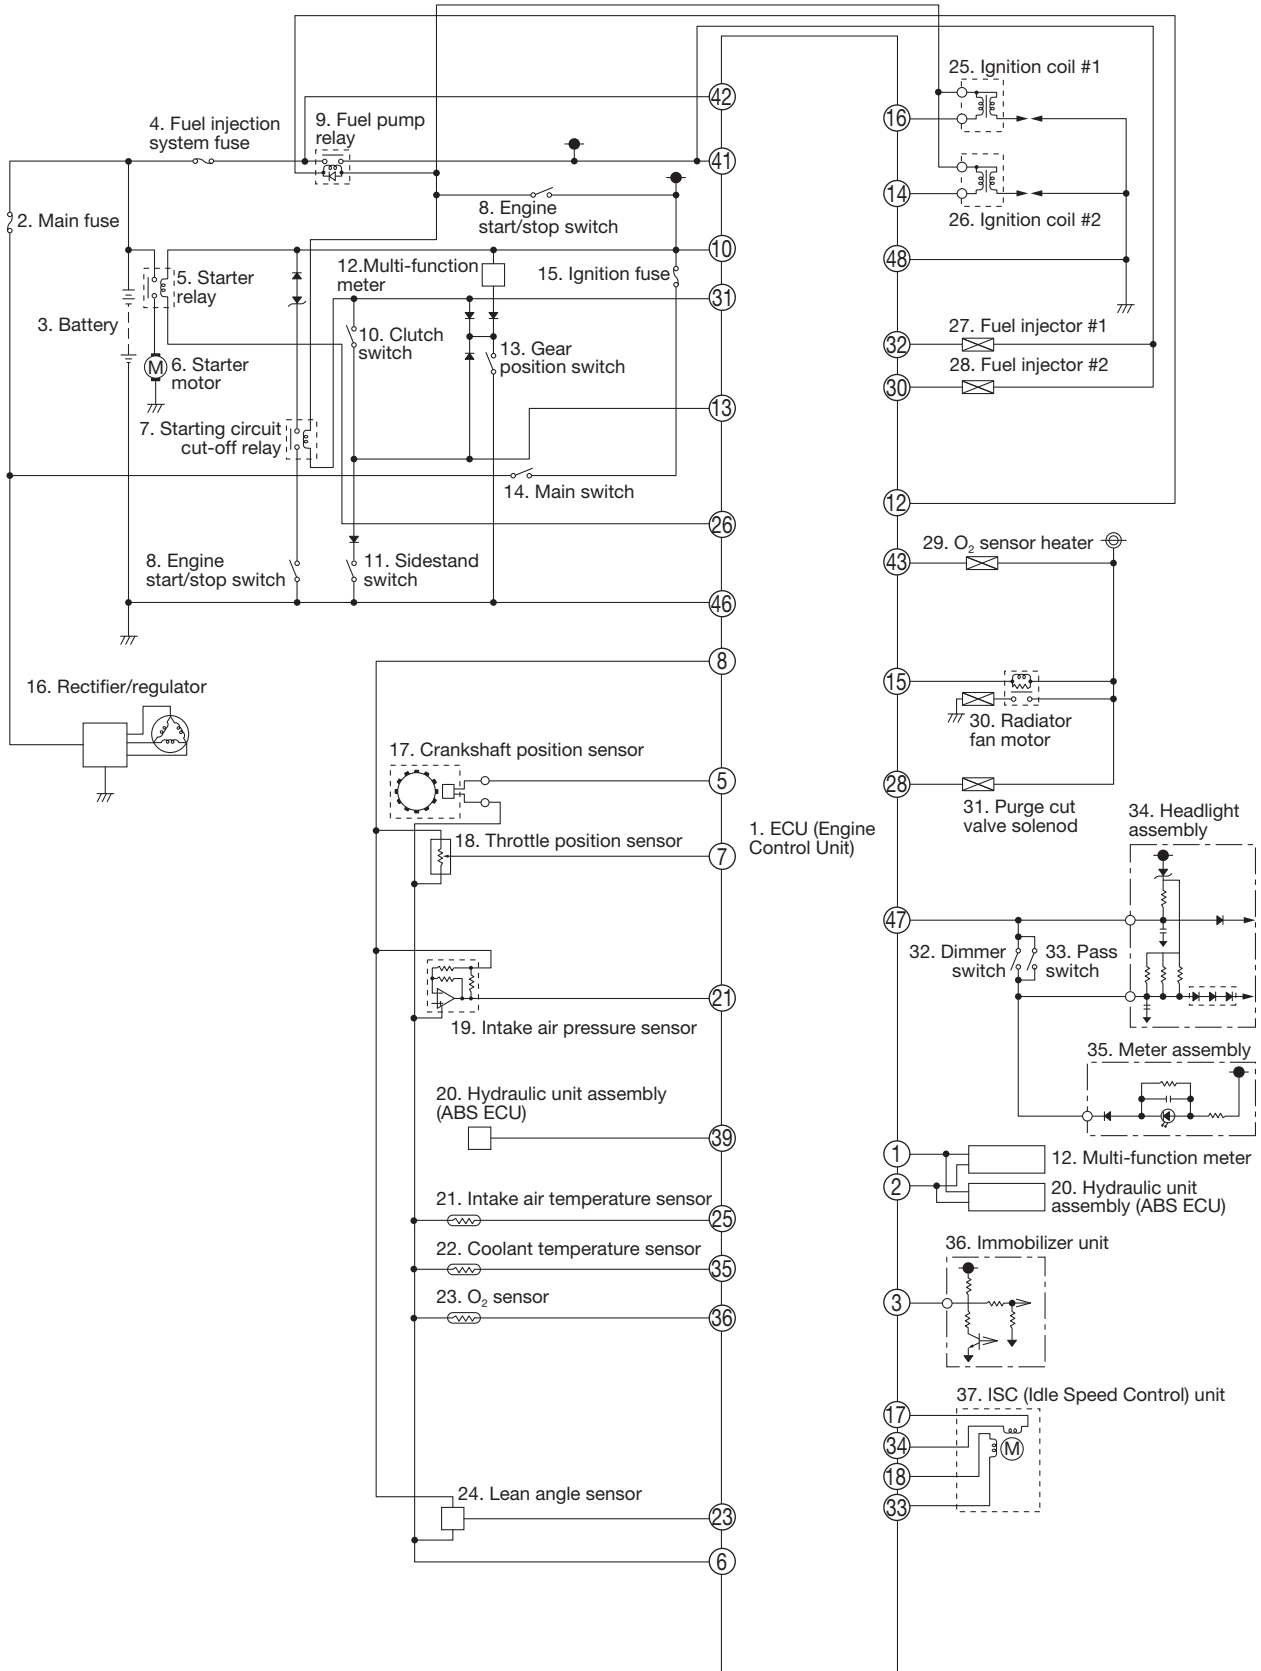 42
4. Fuel injection
system fuse
9. Fuel pump
relay
41
2. Main fuse
8. Engine
start/stop switch
10
12.Multi-function
meter
15. Ignition fuse
5. Starter
relay
31
3. Battery
10. Clutch
switch
13. Gear
position switch
M
6. Starter
motor
13
7. Starting circuit
cut-off relay
14. Main switch
26
8. Engine
start/stop switch
11. Sidestand
switch
46
8
16. Rectifier/regulator
17. Crankshaft position sensor
5
18. Throttle position sensor
7
1. ECU (Engine
Control Unit)
21
19. Intake air pressure sensor
20. Hydraulic unit assembly
(ABS ECU)
39
21. Intake air temperature sensor
25
22. Coolant temperature sensor
35
23. O₂ sensor
36
24. Lean angle sensor
23
6
25. Ignition coil #1
16
14
26. Ignition coil #2
48
27. Fuel injector #1
32
28. Fuel injector #2
30
12
29. O₂ sensor heater
43
15
30. Radiator
fan motor
28
31. Purge cut
valve solenod
34. Headlight
assembly
47
32. Dimmer
switch
33. Pass
switch
35. Meter assembly
1
12. Multi-function meter
2
20. Hydraulic unit
assembly (ABS ECU)
36. Immobilizer unit
3
37. ISC (Idle Speed Control) unit
17
34
M
18
33